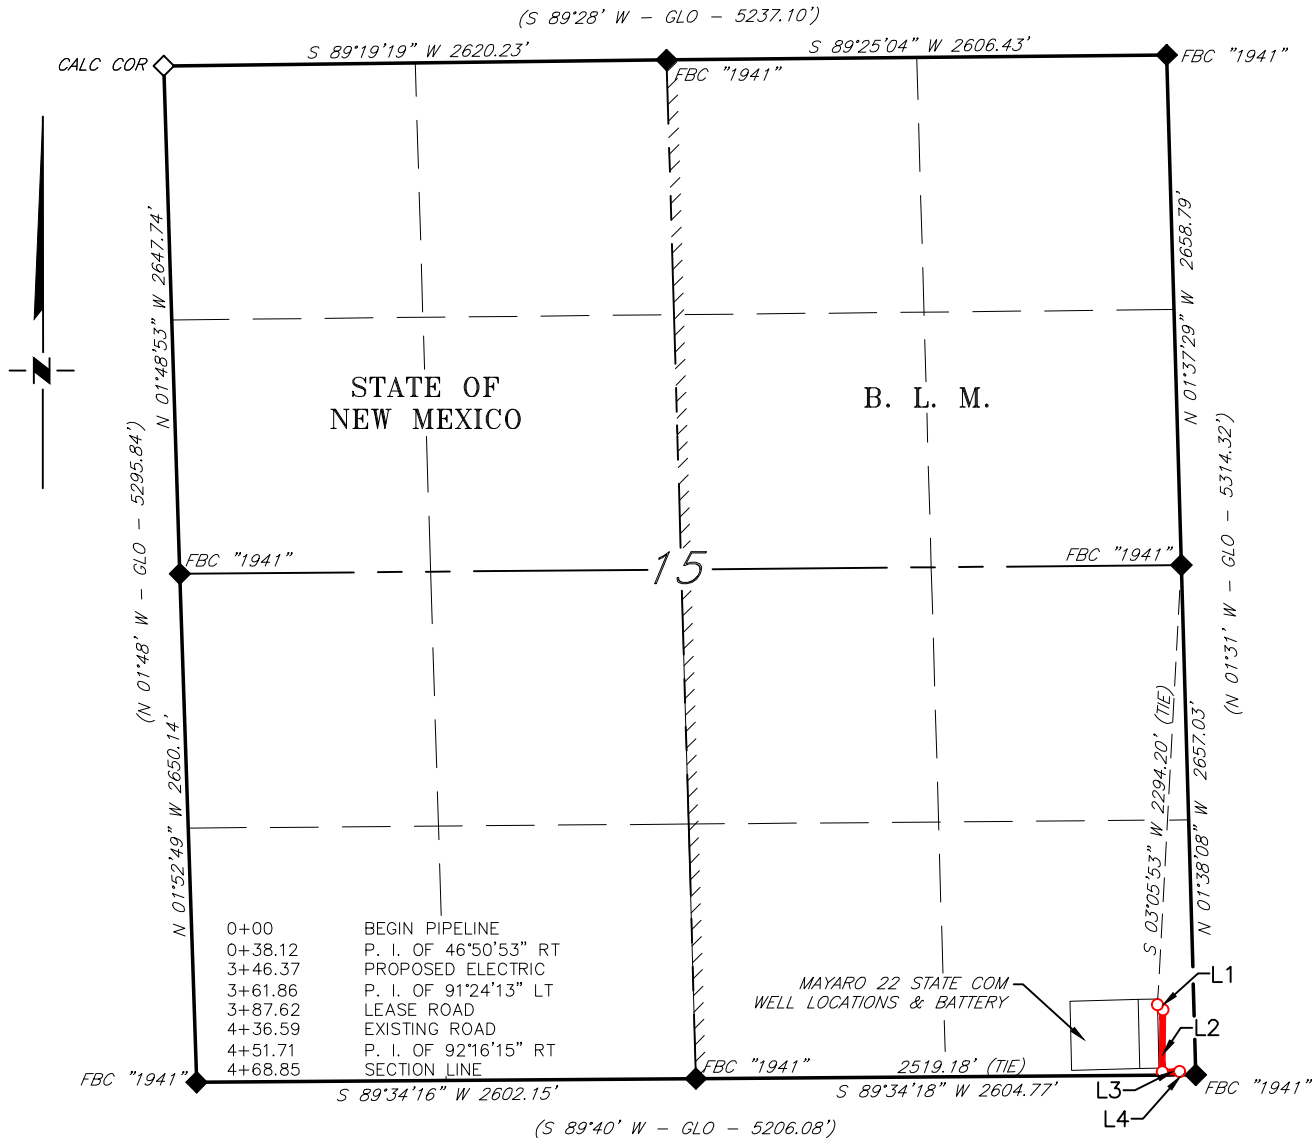 (S 89°28' W - GLO - 5237.10')
S 89°19'19" W 2620.23'
S 89°25'04" W 2606.43'
CALC COR
FBC "1941"
FBC "1941"
N 01°48'53" W 2647.74'
N 01°37'29" W 2658.79'
STATE OF
NEW MEXICO
B. L. M.
(N 01°48' W - GLO - 5295.84')
(N 01°31' W - GLO - 5314.32')
N
FBC "1941"
15
FBC "1941"
N 01°52'49" W 2650.14'
S 03°05'53" W 2294.20' (TIE)
N 01°38'08" W 2657.03'
0+00 BEGIN PIPELINE
0+38.12 P. I. OF 46°50'53" RT
3+46.37 PROPOSED ELECTRIC
3+61.86 P. I. OF 91°24'13" LT
3+87.62 LEASE ROAD
4+36.59 EXISTING ROAD
4+51.71 P. I. OF 92°16'15" RT
4+68.85 SECTION LINE
MAYARO 22 STATE COM
WELL LOCATIONS & BATTERY
L1
L2
L3
L4
FBC "1941"
FBC "1941"
2519.18' (TIE)
FBC "1941"
S 89°34'16" W 2602.15'
S 89°34'18" W 2604.77'
(S 89°40' W - GLO - 5206.08')